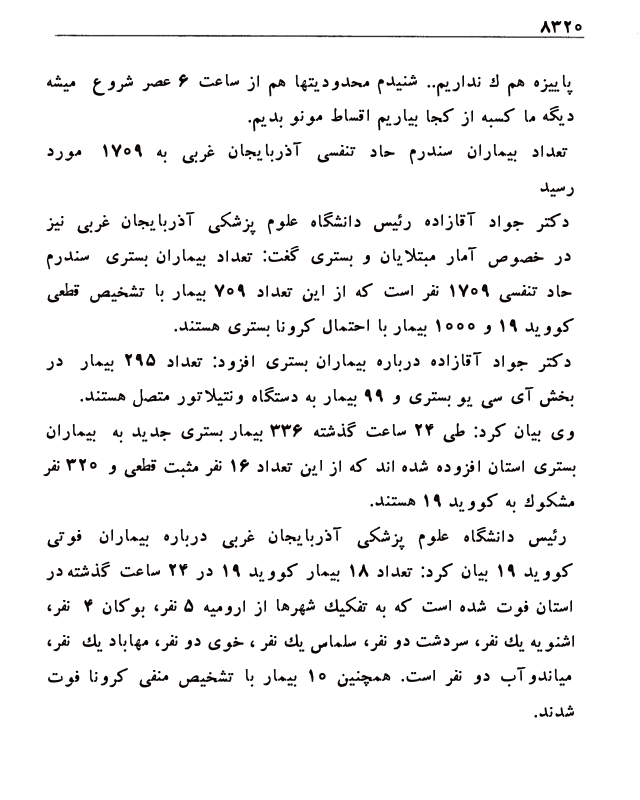 ۸۳۲۰
پاییزه هم ك نداریم.. شنیدم محدودیتها هم از ساعت ۶ عصر شروع میشه
دیگه ما کسبه از کجا بیاریم اقساط مونو بدیم.
تعداد بیماران سندرم حاد تنفسی آذربایجان غربی به ۱۷۰۹ مورد
رسید
دکتر جواد آقازاده رئیس دانشگاه علوم پزشکی آذربایجان غربی نیز
در خصوص آمار مبتلایان و بستری گفت: تعداد بیماران بستری سندرم
حاد تنفسی ۱۷۰۹ نفر است که از این تعداد ۷۰۹ بیمار با تشخیص قطعی
کووید ۱۹ و ۱۰۰۰ بیمار با احتمال کرونا بستری هستند.
دکتر جواد آقازاده درباره بیماران بستری افزود: تعداد ۲۹۵ بیمار در
بخش آی سی یو بستری و ۹۹ بیمار به دستگاه ونتیلاتور متصل هستند.
وی بیان کرد: طی ۲۴ ساعت گذشته ۳۳۶ بیمار بستری جدید به بیماران
بستری استان افزوده شده اند که از این تعداد ۱۶ نفر مثبت قطعی و ۳۲۰ نفر
مشکوك به کووید ۱۹ هستند.
رئیس دانشگاه علوم پزشکی آذربایجان غربی درباره بیماران فوتی
کووید ۱۹ بیان کرد: تعداد ۱۸ بیمار کووید ۱۹ در ۲۴ ساعت گذشته در
استان فوت شده است که به تفکیك شهرها از ارومیه ۵ نفر، بوکان ۴ نفر،
اشنویه یك نفر، سردشت دو نفر، سلماس یك نفر ، خوی دو نفر، مهاباد یك نفر،
میاندوآب دو نفر است. همچنین ۱۰ بیمار با تشخیص منفی کرونا فوت
شدند.